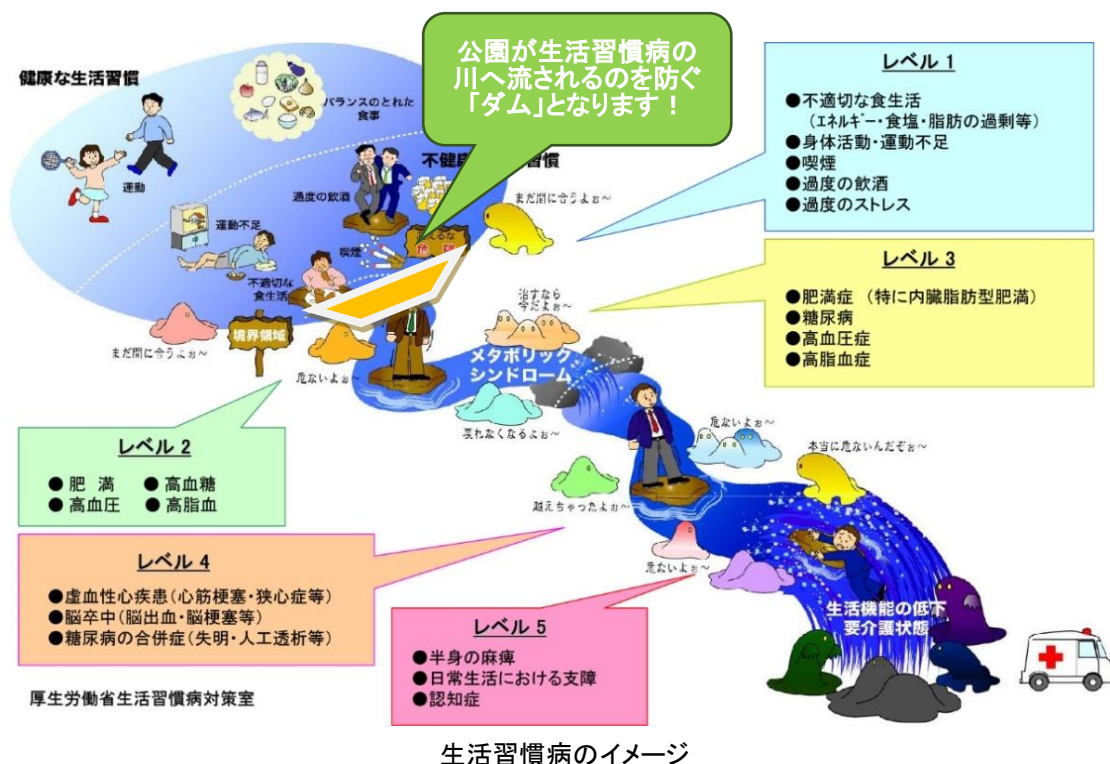 公園が生活習慣病の
川へ流されるのを防ぐ
「ダム」となります！
健康な生活習慣
バランスのとれた
食事
運動
不健康
習慣
過度の飲酒
運動不足
喫煙
不適切な
食生活
危険
まだ間に合うよぉ～
レベル 1
●不適切な食生活
（エネルギー・食塩・脂肪の過剰等）
●身体活動・運動不足
●喫煙
●過度の飲酒
●過度のストレス
レベル 3
●肥満症　（特に内臓脂肪型肥満）
●糖尿病
●高血圧症
●高脂血症
治すなら
今だよぉ～
境界領域
まだ間に合うよぉ～
危ないよぉ～
メタボリック
シンドローム
戻れなくなるよぉ～
危ないよぉ～
本当に危ないんだぞぉ～
レベル 2
● 肥　満　● 高血糖
● 高血圧　● 高脂血
越えちゃったよぉ～
レベル 4
●虚血性心疾患（心筋梗塞・狭心症等）
●脳卒中（脳出血・脳梗塞等）
●糖尿病の合併症（失明・人工透析等）
危ないよぉ～
レベル 5
●半身の麻痺
●日常生活における支障
●認知症
生活機能の低下
要介護状態
厚生労働省生活習慣病対策室
生活習慣病のイメージ